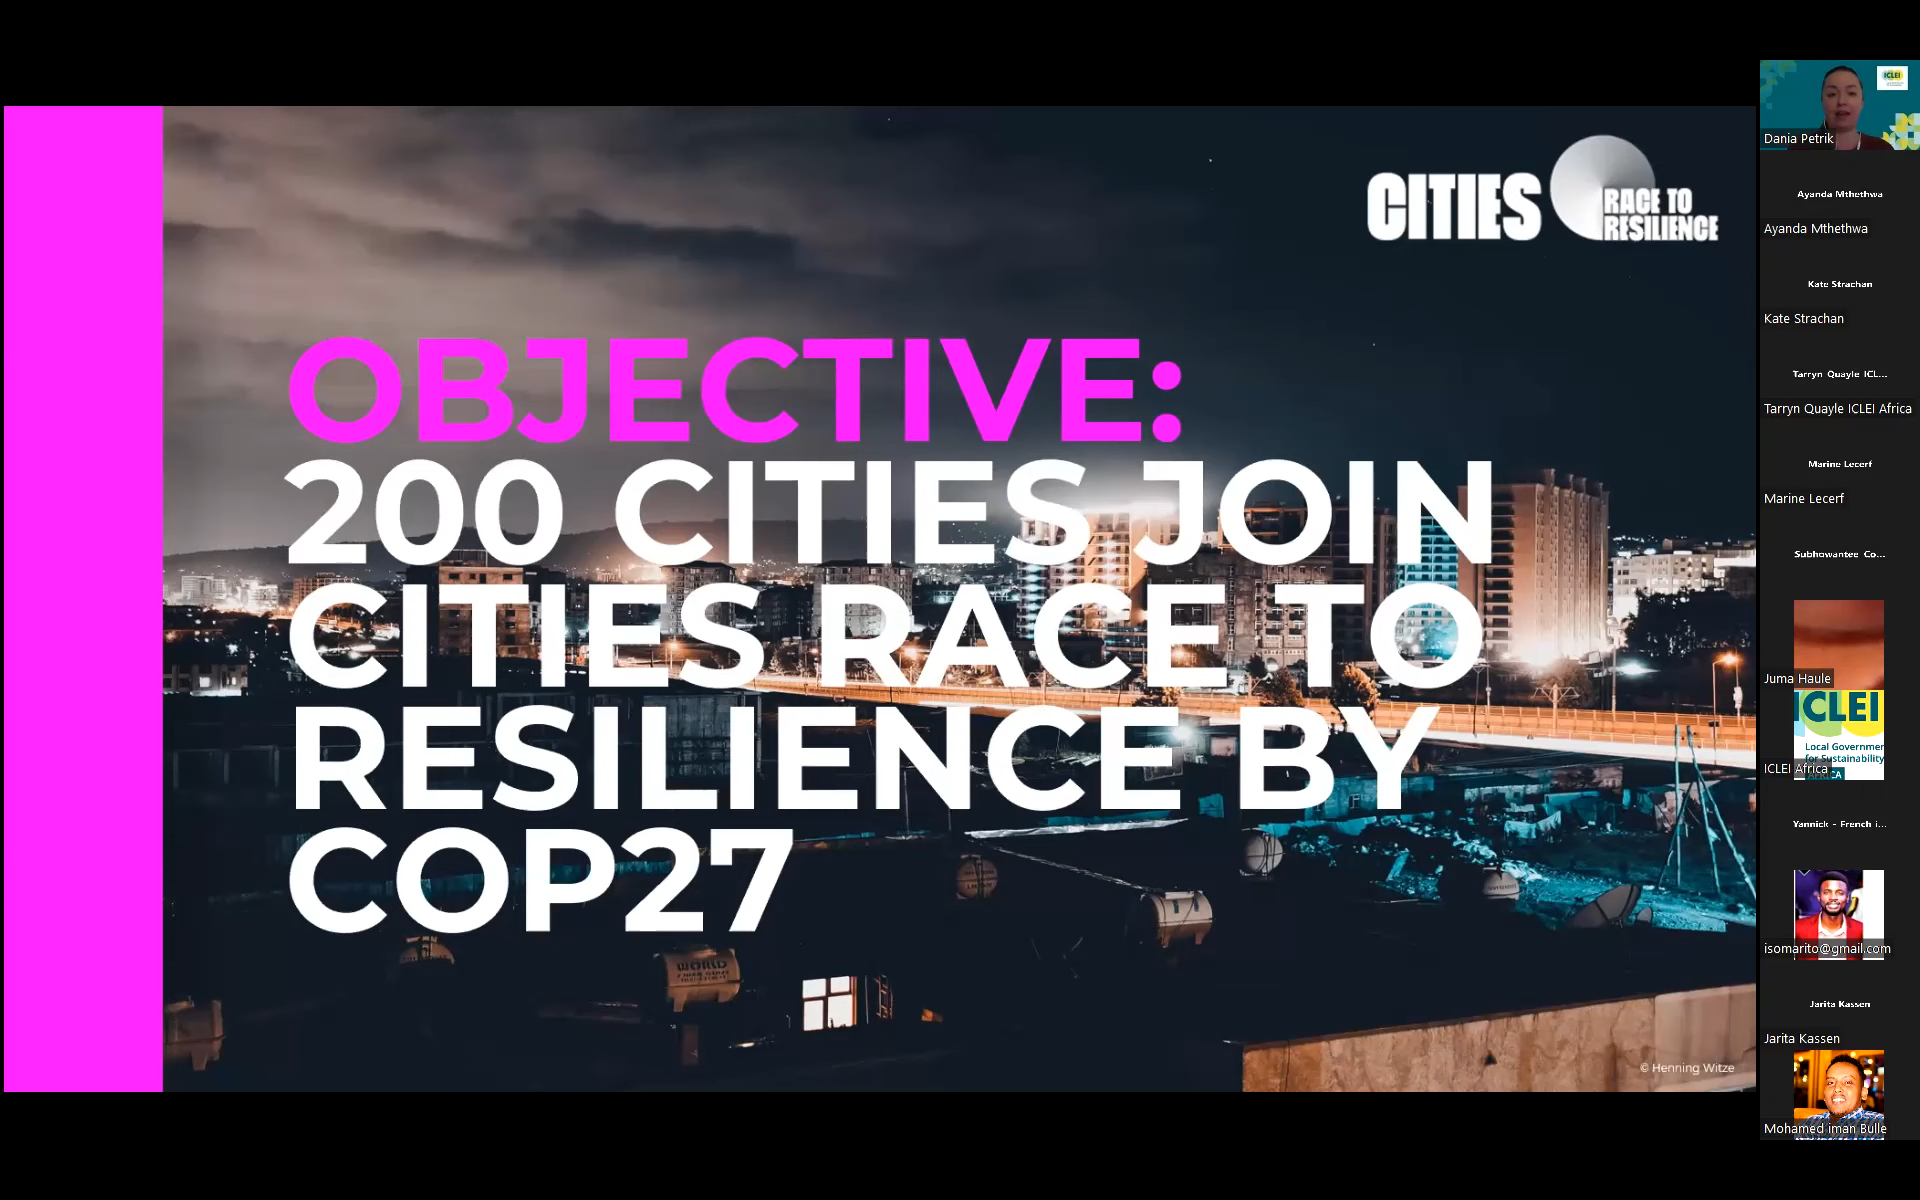 CITIES
RACE TO
RESILIENCE
OBJECTIVE:
200 CITIES JOIN
CITIES RACE TO
RESILIENCE BY
COP27
WORLD
© Henning Witze
ICLEI
Dania Petrik
Ayanda Mthethwa
Ayanda Mthethwa
Kate Strachan
Kate Strachan
Tarryn Quayle ICL...
Tarryn Quayle ICLEI Africa
Marine Lecerf
Marine Lecerf
Subhowantee Co...
Juma Haule
ICLEI
Local Governmen
for Sustainability
ICLEI Africa
Yannick - French i...
isomarito@gmail.com
Jarita Kassen
Jarita Kassen
Mohamed iman Bulle